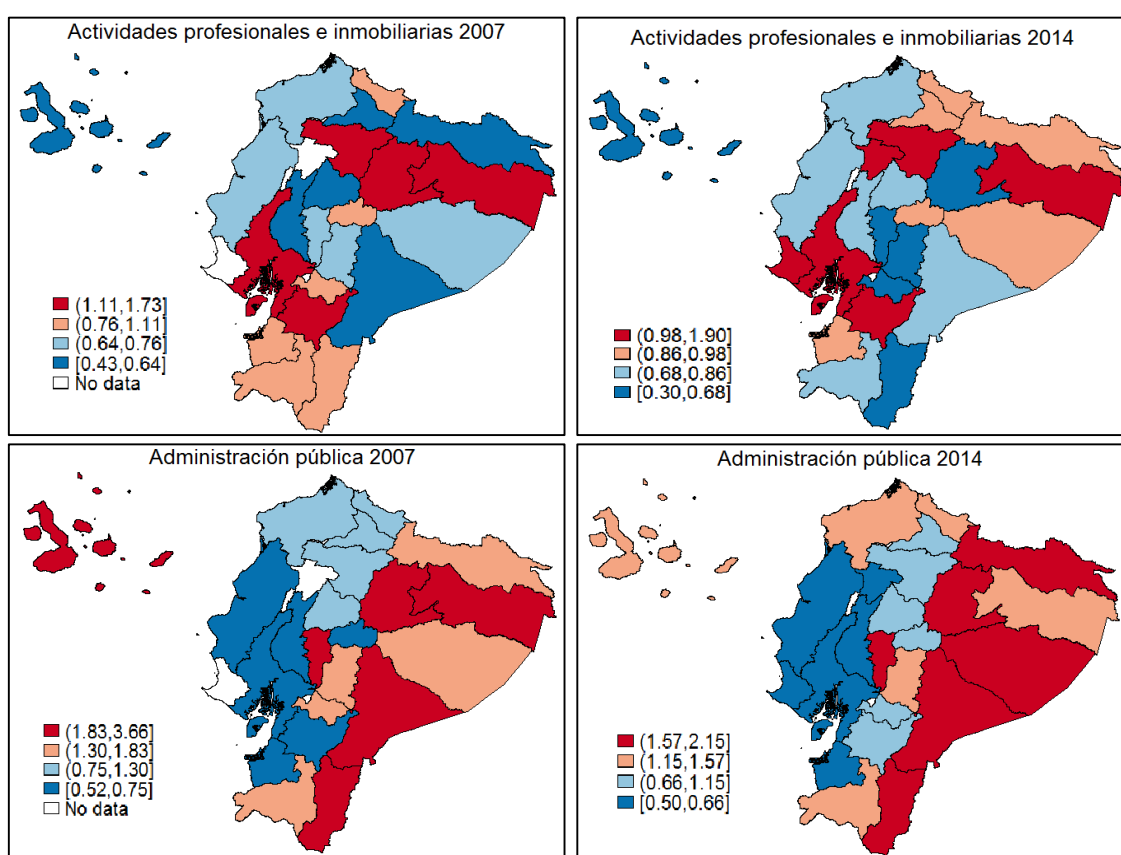 Actividades profesionales e inmobiliarias 2007
(1.11,1.73]
(0.76,1.11]
(0.64,0.76]
[0.43,0.64]
No data
Actividades profesionales e inmobiliarias 2014
(0.98,1.90]
(0.86,0.98]
(0.68,0.86]
[0.30,0.68]
Administración pública 2007
(1.83,3.66]
(1.30,1.83]
(0.75,1.30]
[0.52,0.75]
No data
Administración pública 2014
(1.57,2.15]
(1.15,1.57]
(0.66,1.15]
[0.50,0.66]